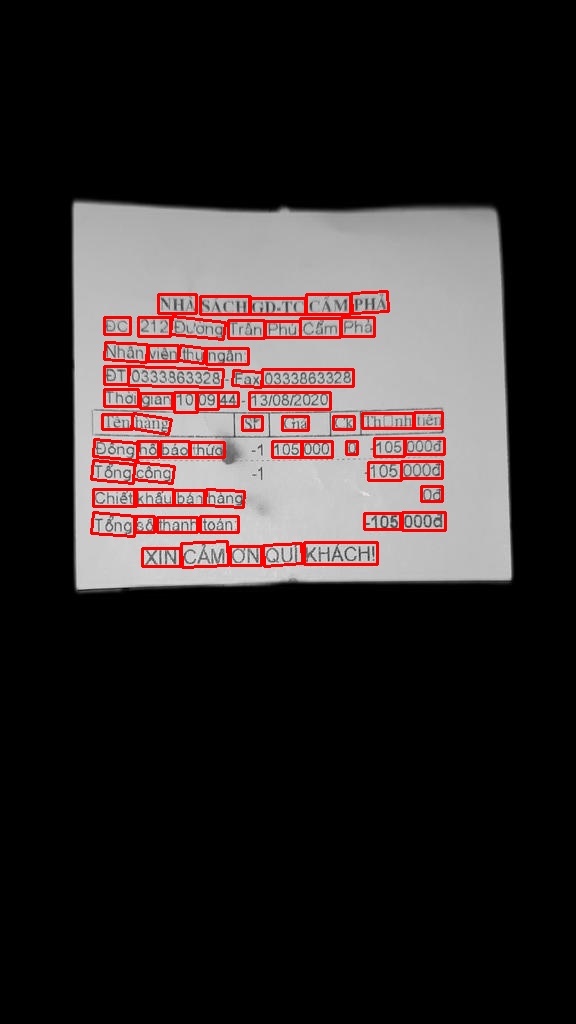 NHÀ SÁCH GD-TC CẨM PHẢ
ĐC 212 Đường Trần Phú Cẩm Phả
Nhân viên thu ngân:
ĐT 0333863328 - Fax 0333863328
Thời gian 10 09:44 - 13/08/2020
Tên hàng Sl Giá Ck Th□nh tiền
Đồng hồ báo thức -1 105 000 0 -105 000đ
Tổng cộng -1 -105 000đ
Chiết khấu bán hàng 0đ
Tổng số thanh toán: -105 000đ
XIN CẢM ƠN QUÍ KHÁCH!